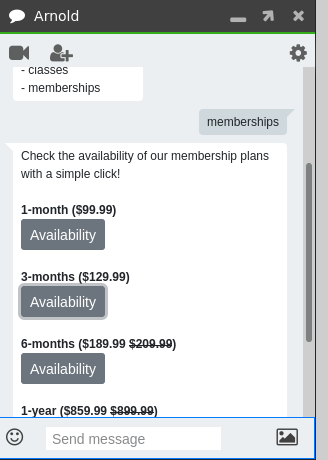 Arnold
- classes
- memberships
memberships
Check the availability of our membership plans
with a simple click!
1-month ($99.99)
Availability
3-months ($129.99)
Availability
6-months ($189.99 $209.99)
Availability
1-year ($859.99 $899.99)
Send message